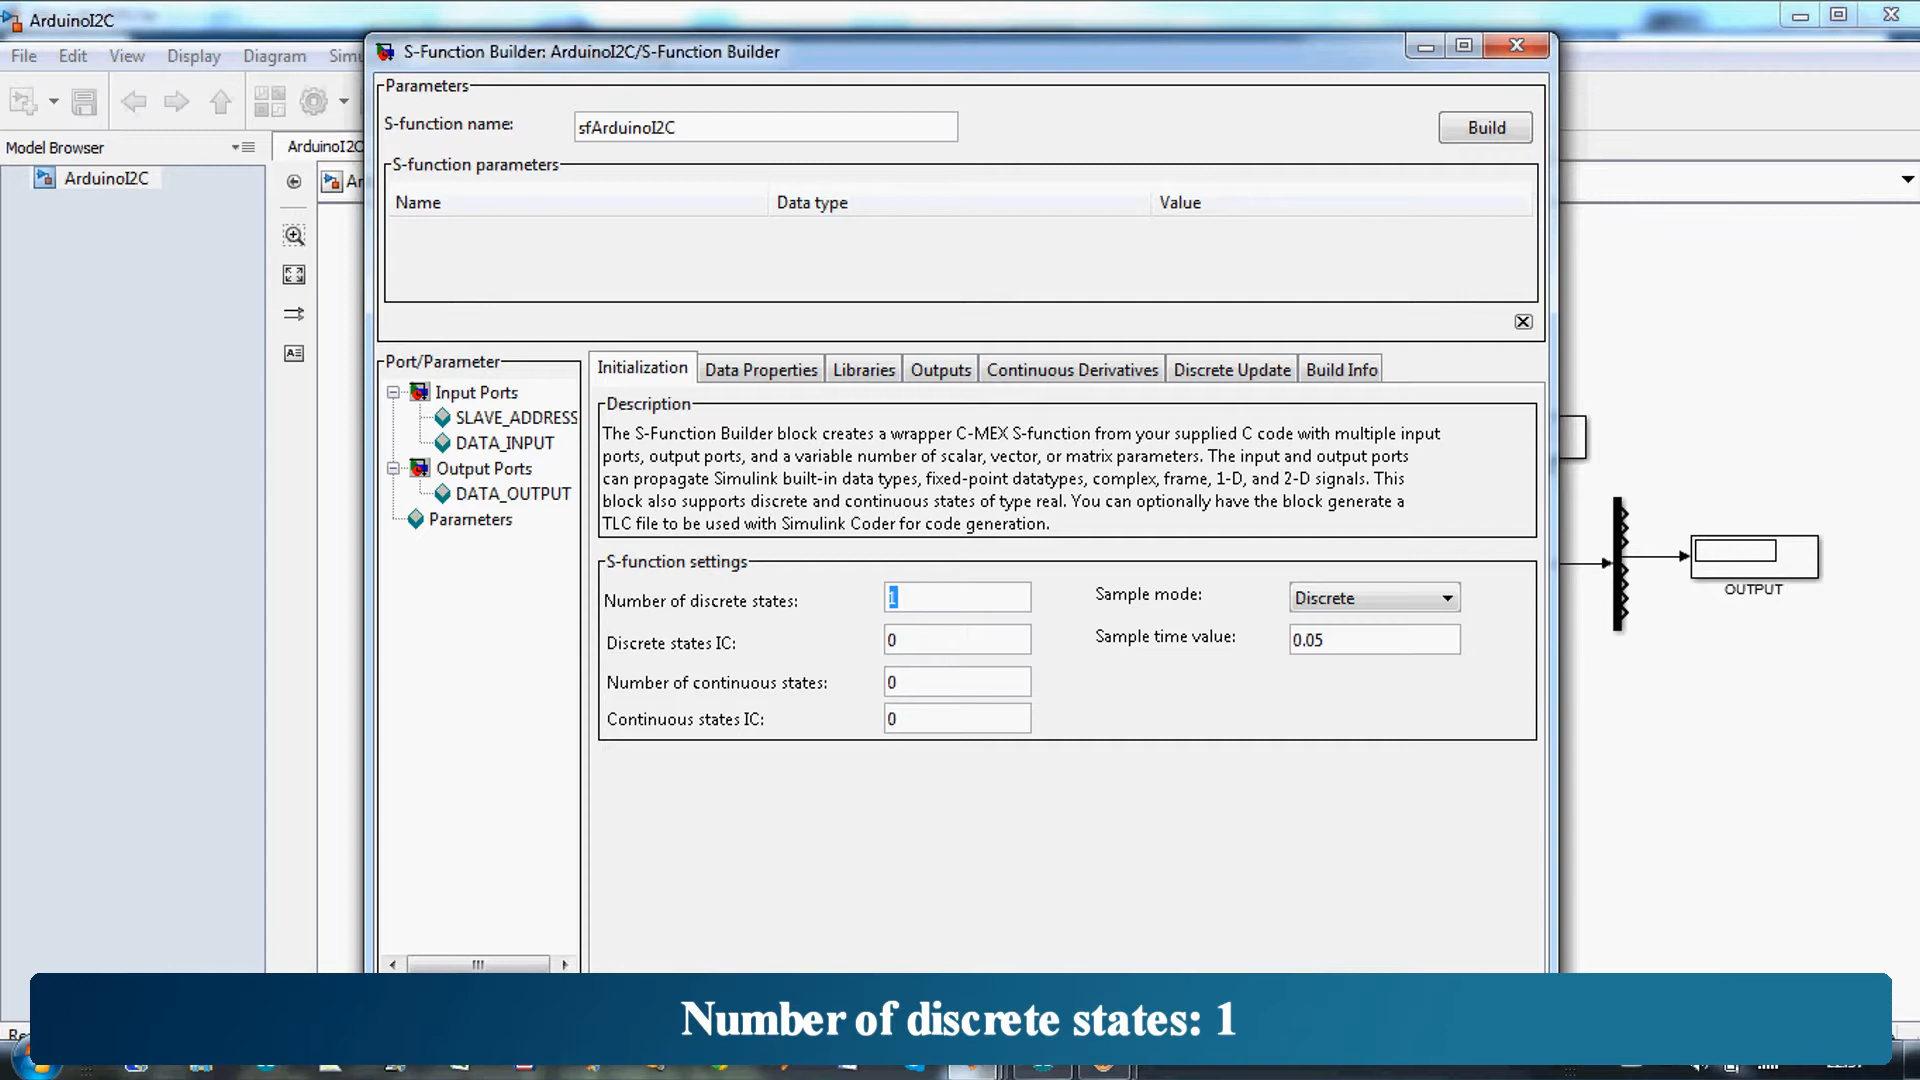 ArduinoI2C
File Edit View Display Diagram
S-Function Builder: ArduinoI2C/S-Function Builder
Parameters
S-function name: sfArduinoI2C Build
Model Browser
ArduinoI2C
S-function parameters
ArduinoI2C
Name Data type Value
Port/Parameter
Input Ports
SLAVE_ADDRESS
DATA_INPUT
Output Ports
DATA_OUTPUT
Parameters
Initialization Data Properties Libraries Outputs Continuous Derivatives Discrete Update Build Info
Description
The S-Function Builder block creates a wrapper C-MEX S-function from your supplied C code with multiple input
ports, output ports, and a variable number of scalar, vector, or matrix parameters. The input and output ports
can propagate Simulink built-in data types, fixed-point datatypes, complex, frame, 1-D, and 2-D signals. This
block also supports discrete and continuous states of type real. You can optionally have the block generate a
TLC file to be used with Simulink Coder for code generation.
S-function settings
Number of discrete states: 1 Sample mode: Discrete
Discrete states IC: 0 Sample time value: 0.05
Number of continuous states: 0
Continuous states IC: 0
OUTPUT
Number of discrete states: 1